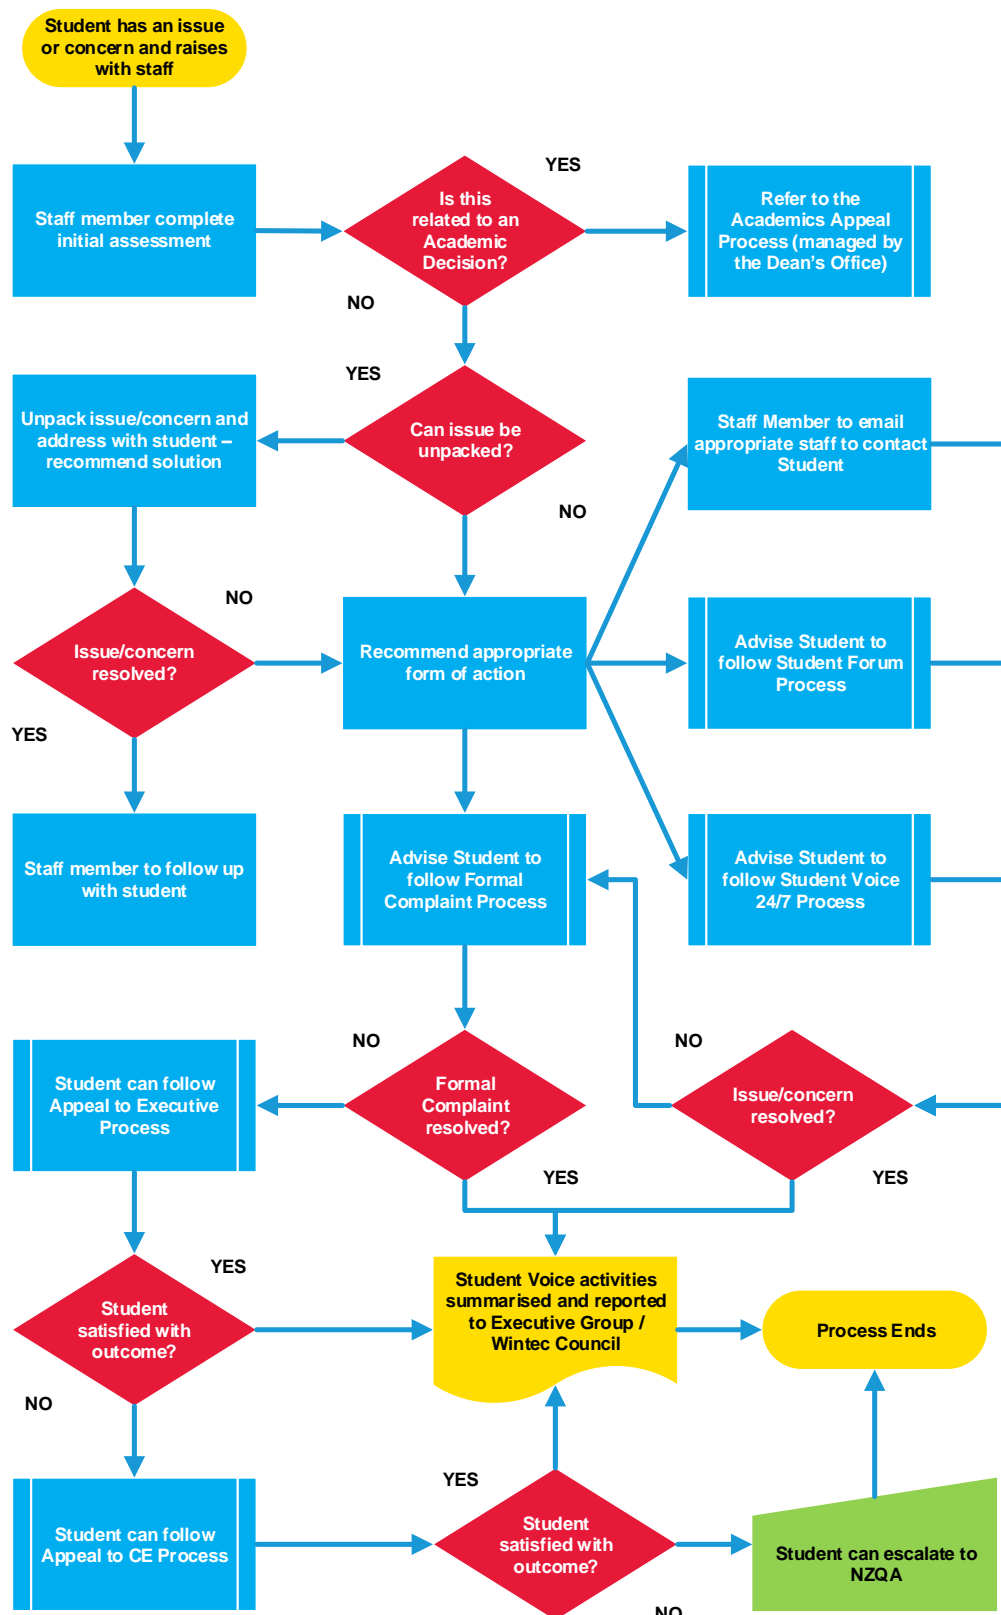 Student has an issue
or concern and raises
with staff
YES
Staff member complete
initial assessment
Is this
related to an
Academic
Decision?
Refer to the
Academics Appeal
Process (managed by
the Dean's Office)
NO
YES
Unpack issue/concern and
address with student –
recommend solution
Can issue be
unpacked?
Staff Member to email
appropriate staff to contact
Student
NO
NO
Issue/concern
resolved?
Recommend appropriate
form of action
Advise Student to
follow Student Forum
Process
YES
Staff member to follow up
with student
Advise Student to
follow Formal
Complaint Process
Advise Student to
follow Student Voice
24/7 Process
NO
NO
Student can follow
Appeal to Executive
Process
Formal
Complaint
resolved?
Issue/concern
resolved?
YES
YES
YES
Student
satisfied with
outcome?
Student Voice activities
summarised and reported
to Executive Group /
Wintec Council
Process Ends
NO
YES
Student can follow
Appeal to CE Process
Student
satisfied with
outcome?
Student can escalate to
NZQA
NO